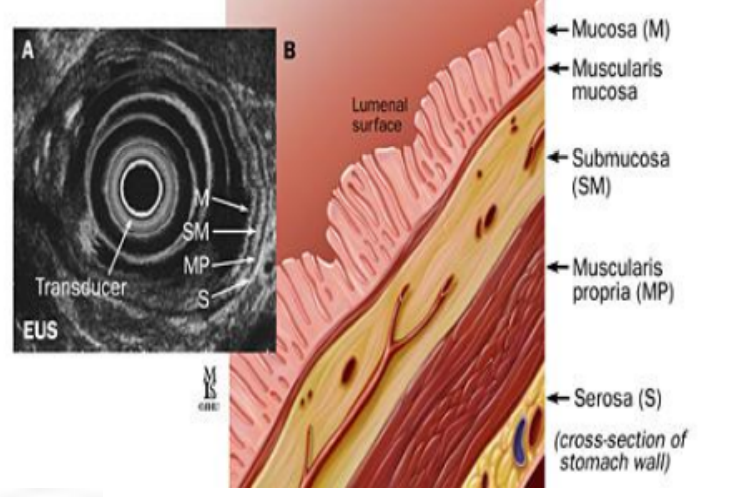 A
M
SM
MP
S
Transducer
EUS
B
Lumenal
surface
Mucosa (M)
Muscularis
mucosa
Submucosa
(SM)
Muscularis
propria (MP)
Serosa (S)
(cross-section of
stomach wall)